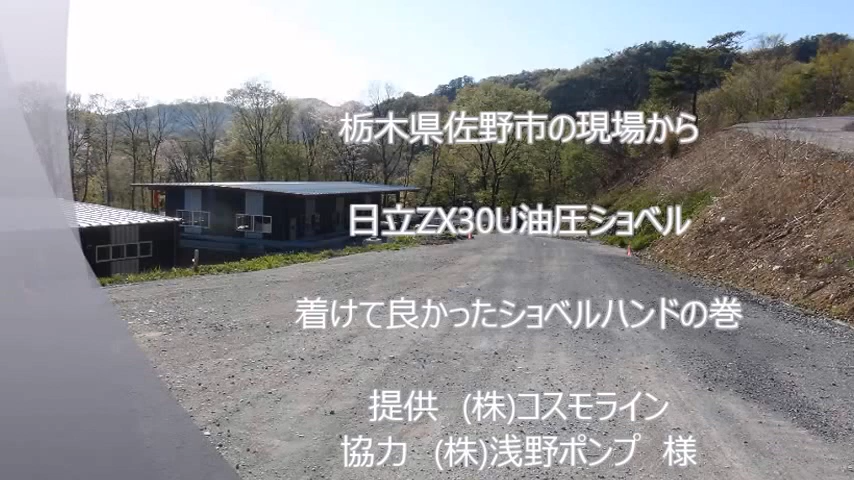 栃木県佐野市の現場から
日立ZX30U油圧ショベル
着けて良かったショベルハンドの巻
提供　(株)コスモライン
協力　(株)浅野ポンプ　様